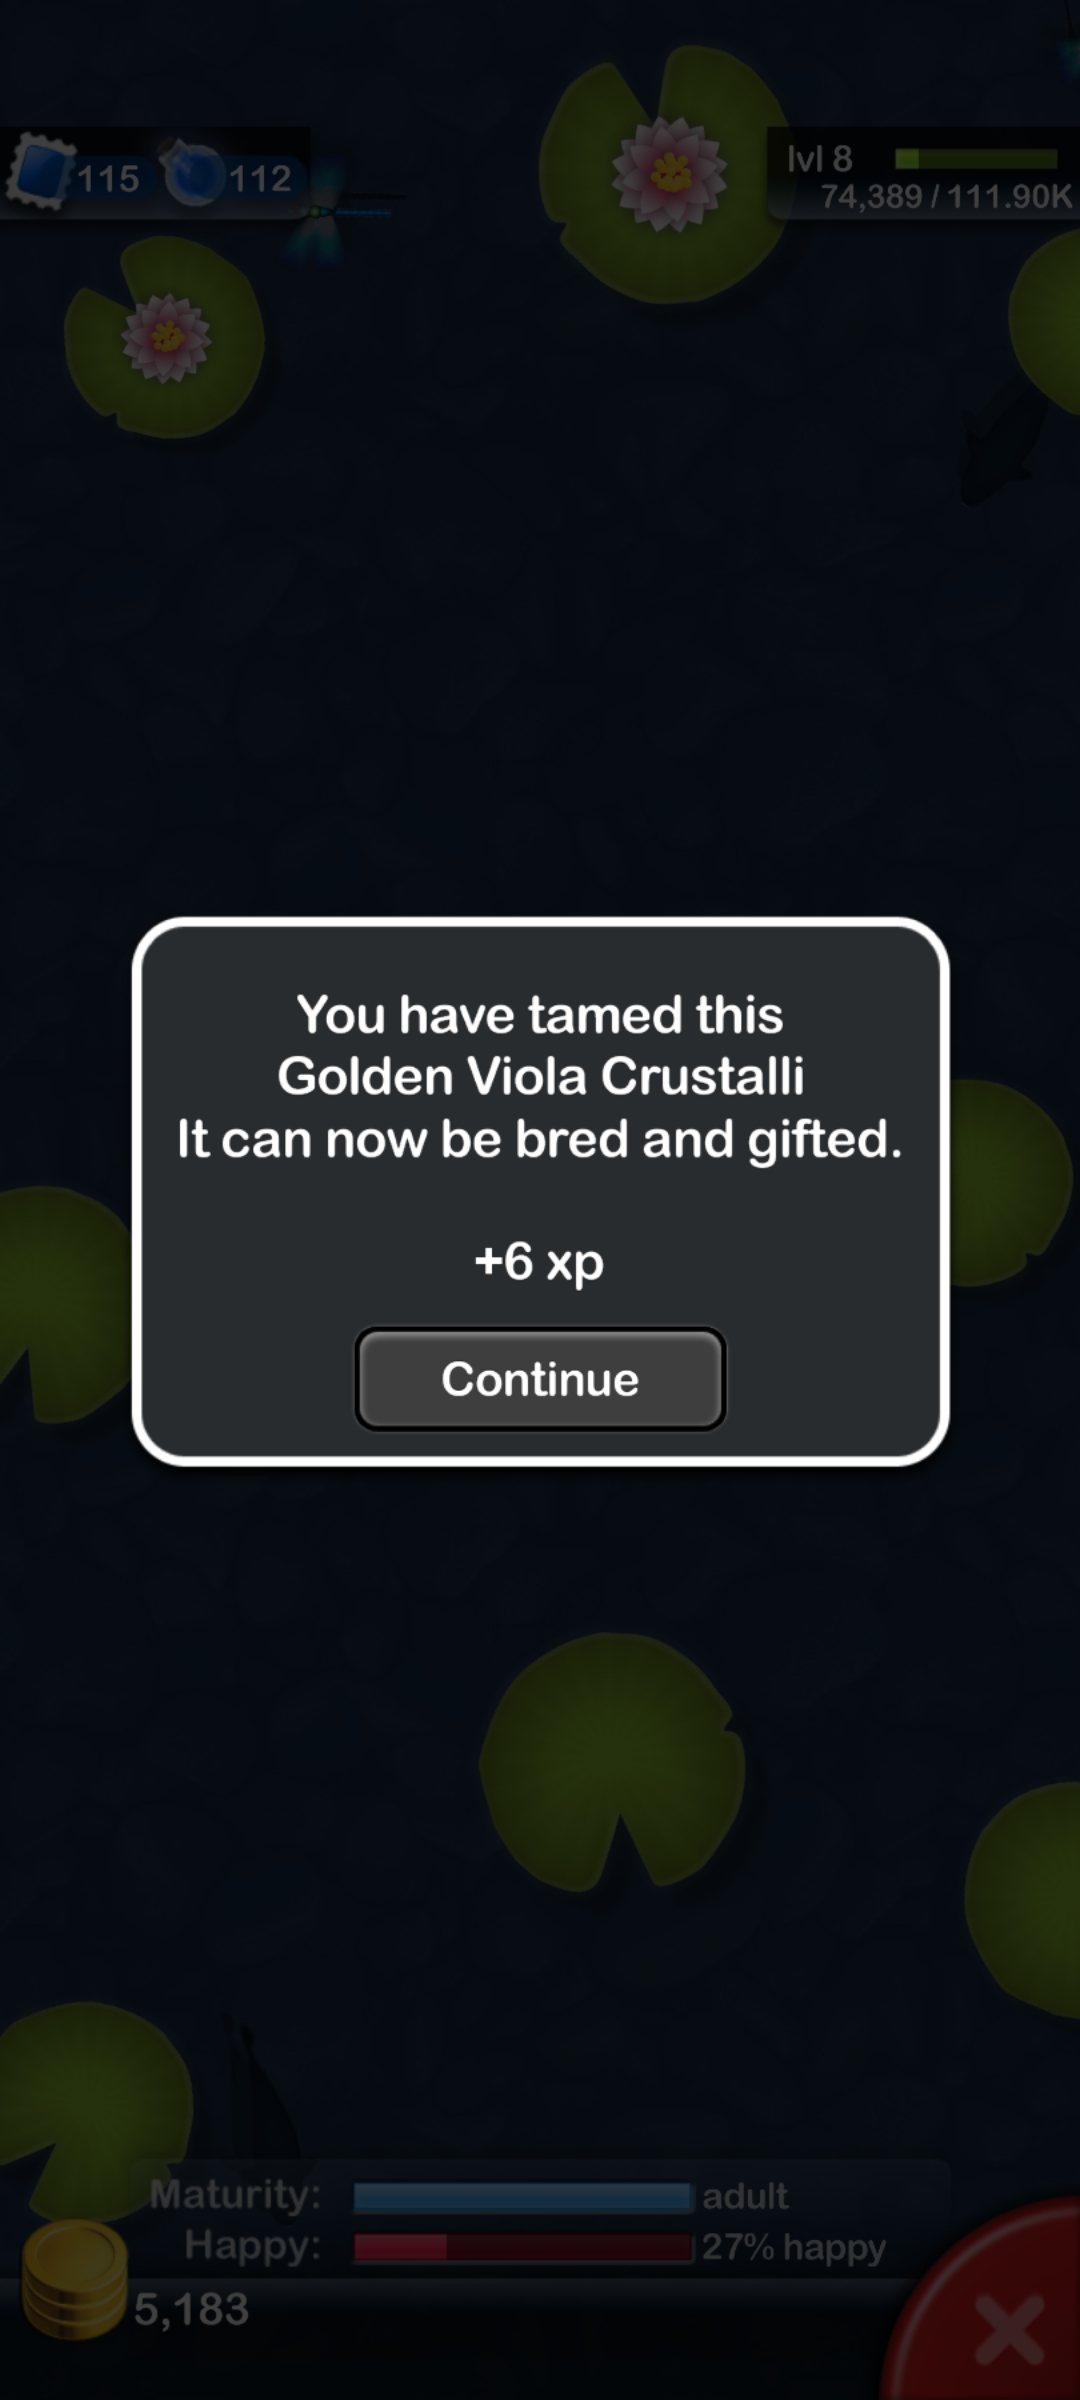 115 112
lvl 8
74,389 / 111.90K
You have tamed this
Golden Viola Crustalli
It can now be bred and gifted.
+6 xp
Continue
Maturity: adult
Happy: 27% happy
5,183